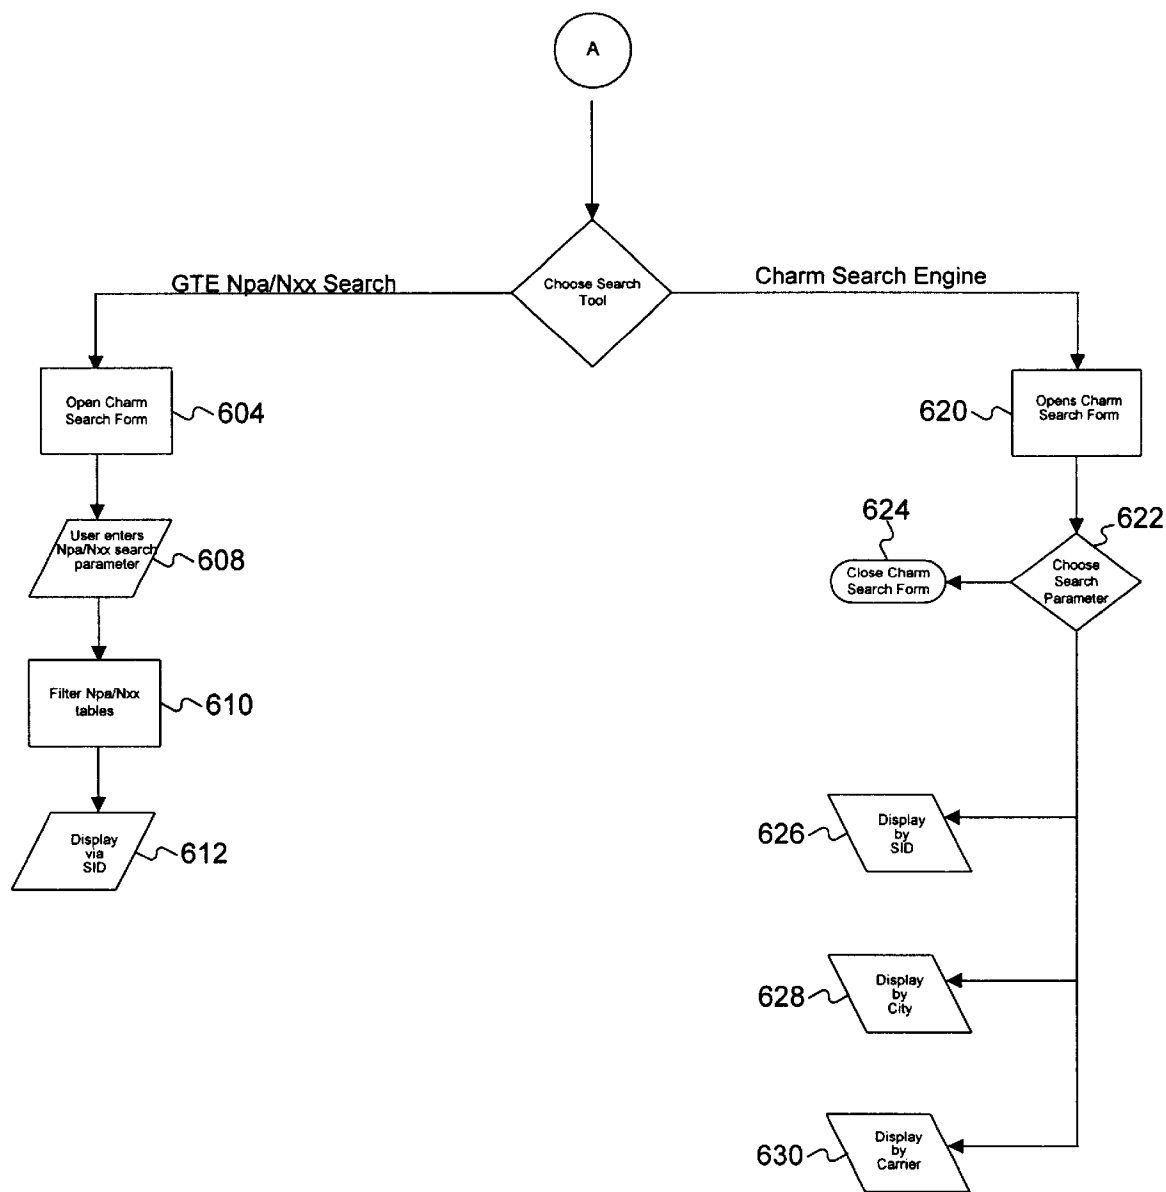 A
Choose Search
Tool
GTE Npa/Nxx Search
Charm Search Engine
Open Charm
Search Form
604
User enters
Npa/Nxx search
parameter
608
Filter Npa/Nxx
tables
610
Display
via
SID
612
Opens Charm
Search Form
620
622
Choose
Search
Parameter
624
Close Charm
Search Form
626
Display
by
SID
628
Display
by
City
630
Display
by
Carrier